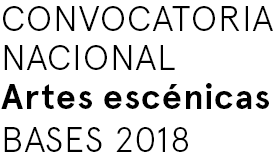 CONVOCATORIA
NACIONAL
Artes escénicas
BASES 2018